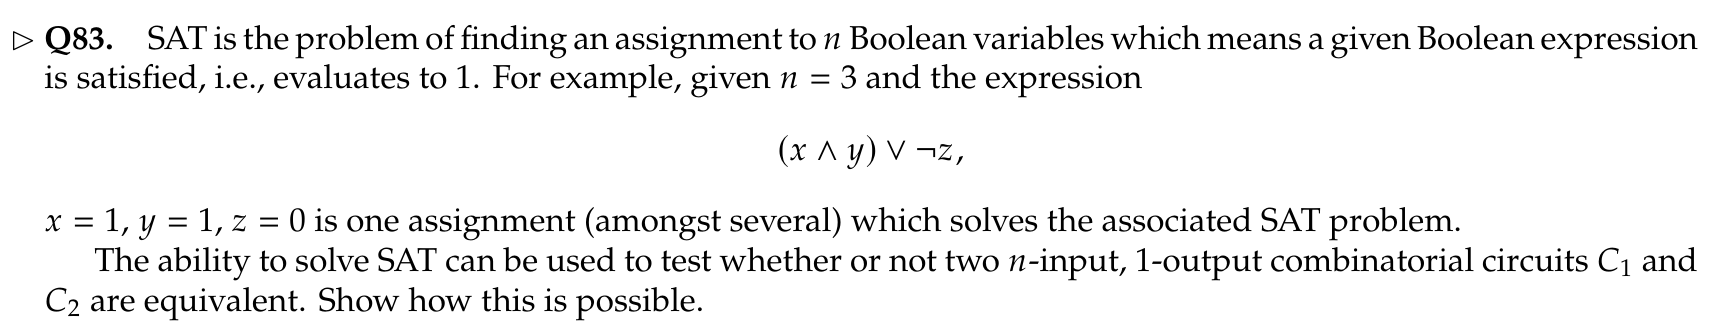 ▷ Q83. SAT is the problem of finding an assignment to n Boolean variables which means a given Boolean expression
is satisfied, i.e., evaluates to 1. For example, given n = 3 and the expression
(x ∧ y) ∨ ¬z,
x = 1, y = 1, z = 0 is one assignment (amongst several) which solves the associated SAT problem.
The ability to solve SAT can be used to test whether or not two n-input, 1-output combinatorial circuits C₁ and
C₂ are equivalent. Show how this is possible.